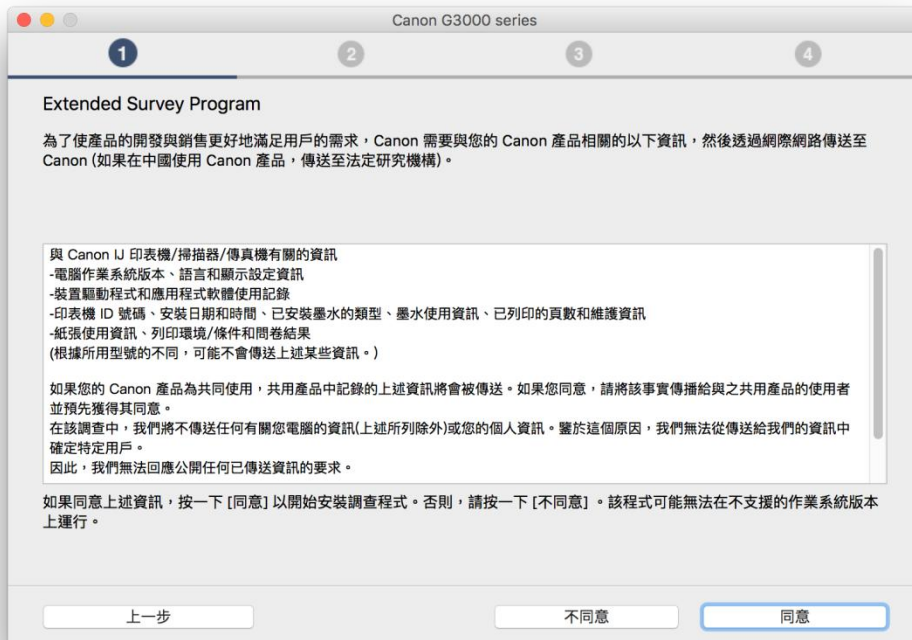 Canon G3000 series
1 2 3 4
Extended Survey Program
為了使產品的開發與銷售更好地滿足用戶的需求，Canon 需要與您的 Canon 產品相關的以下資訊，然後透過網際網路傳送至
Canon (如果在中國使用 Canon 產品，傳送至法定研究機構)。
與 Canon IJ 印表機/掃描器/傳真機有關的資訊
-電腦作業系統版本、語言和顯示設定資訊
-裝置驅動程式和應用程式軟體使用記錄
-印表機 ID 號碼、安裝日期和時間、已安裝墨水的類型、墨水使用資訊、已列印的頁數和維護資訊
-紙張使用資訊、列印環境/條件和問卷結果
(根據所用型號的不同，可能不會傳送上述某些資訊。)
如果您的 Canon 產品為共同使用，共用產品中記錄的上述資訊將會被傳送。如果您同意，請將該事實傳播給與之共用產品的使用者
並預先獲得其同意。
在該調查中，我們將不傳送任何有關您電腦的資訊(上述所列除外)或您的個人資訊。鑒於這個原因，我們無法從傳送給我們的資訊中
確定特定用戶。
因此，我們無法回應公開任何已傳送資訊的要求。
如果同意上述資訊，按一下 [同意] 以開始安裝調查程式。否則，請按一下 [不同意] 。該程式可能無法在不支援的作業系統版本
上運行。
上一步 不同意 同意